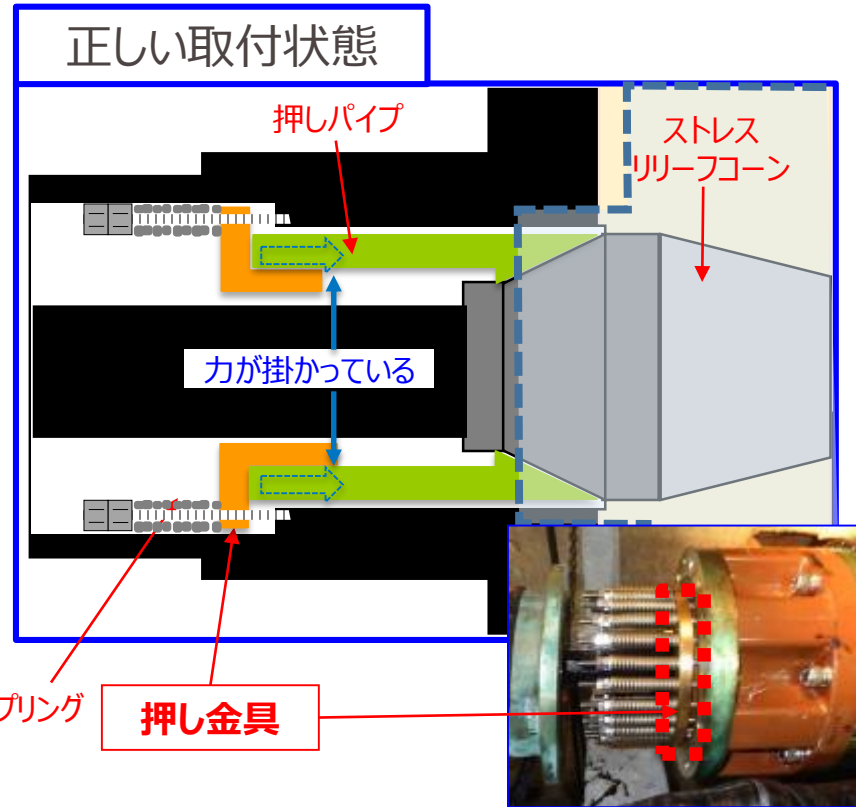 正しい取付状態
押しパイプ
ストレス
リリーフコーン
力が掛かっている
プリング
押し金具